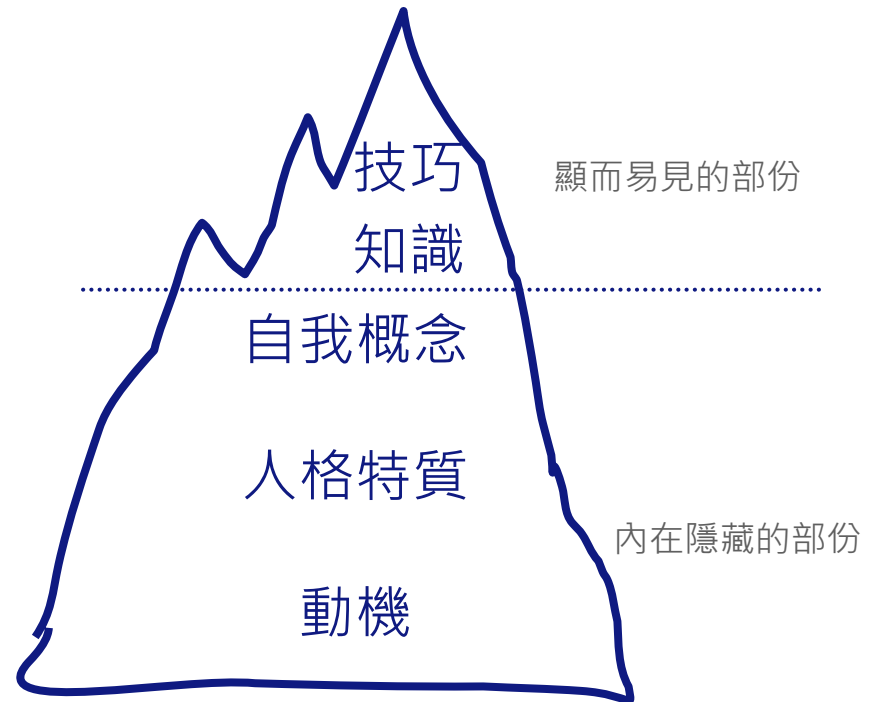 技巧
顯而易見的部份
知識
自我概念
人格特質
內在隱藏的部份
動機